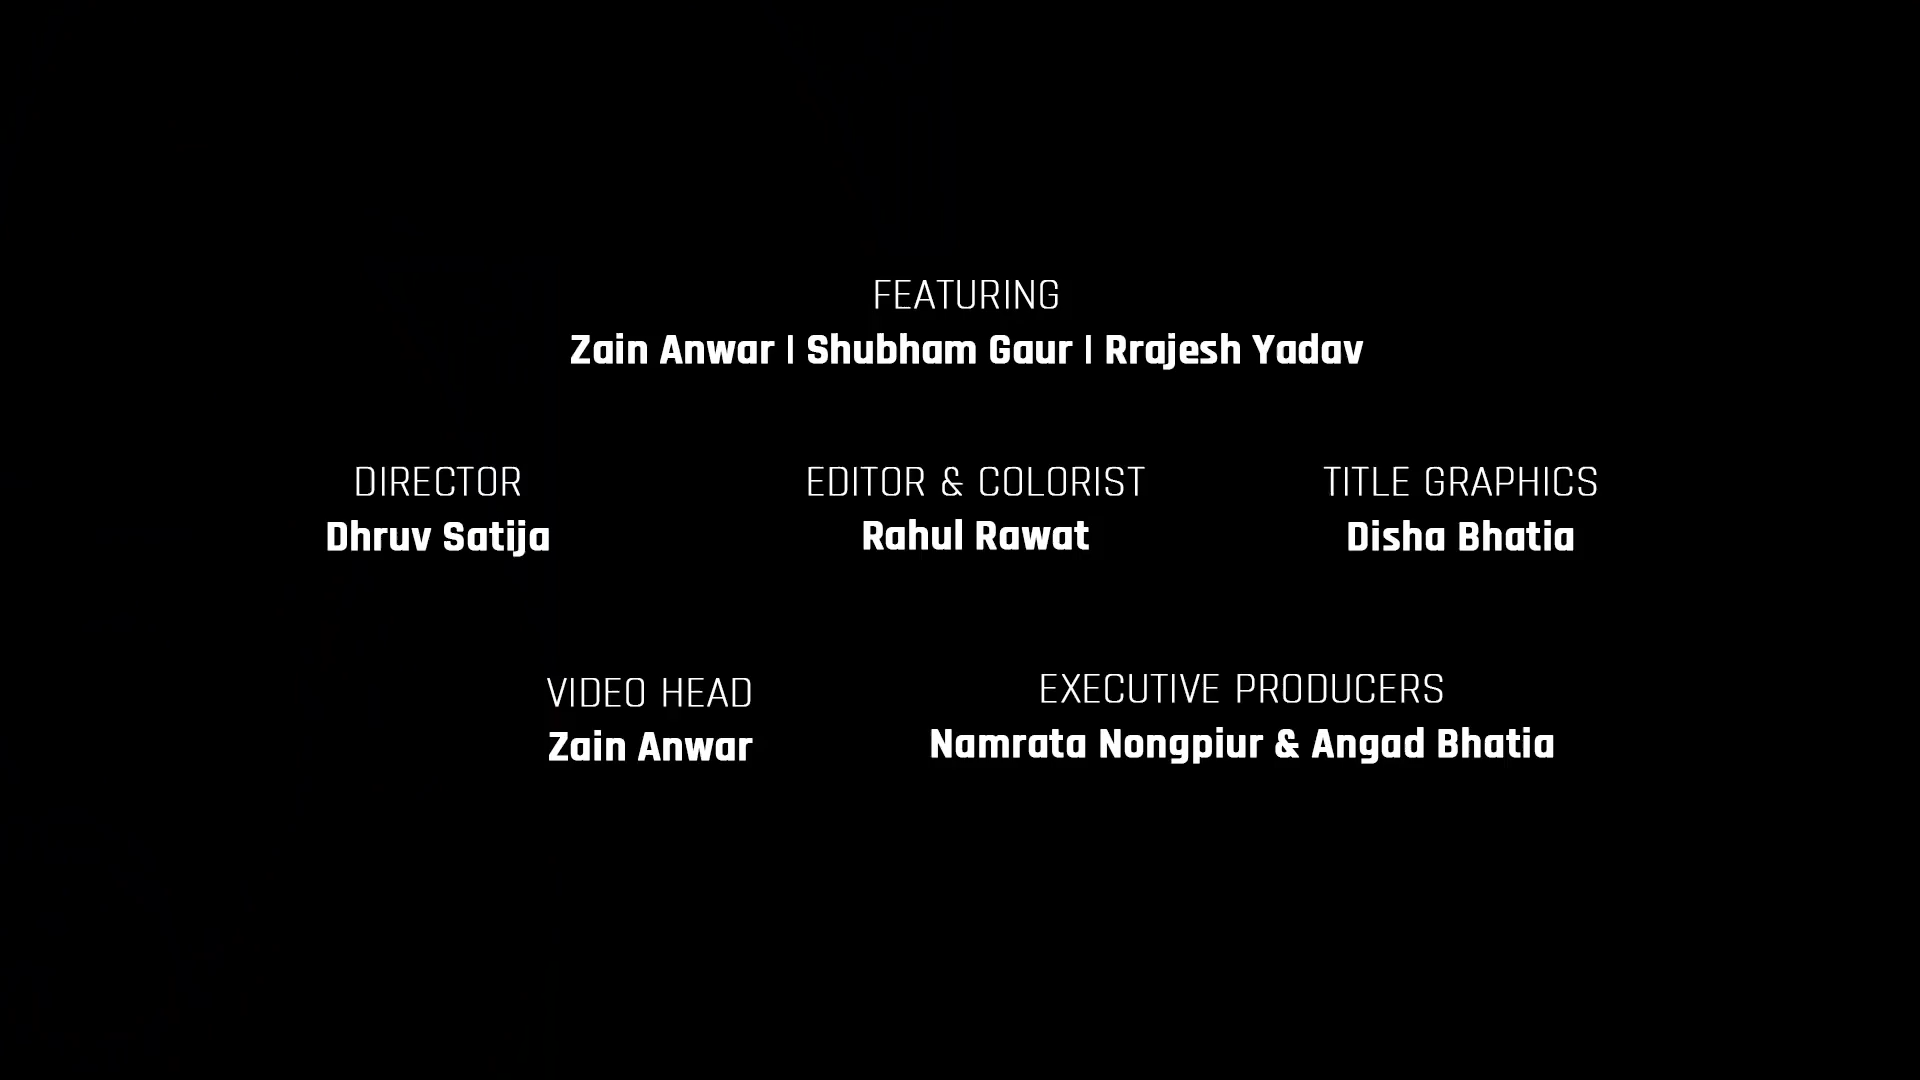 FEATURING
Zain Anwar | Shubham Gaur | Rrajesh Yadav
DIRECTOR
Dhruv Satija
EDITOR & COLORIST
Rahul Rawat
TITLE GRAPHICS
Disha Bhatia
VIDEO HEAD
Zain Anwar
EXECUTIVE PRODUCERS
Namrata Nongpiur & Angad Bhatia